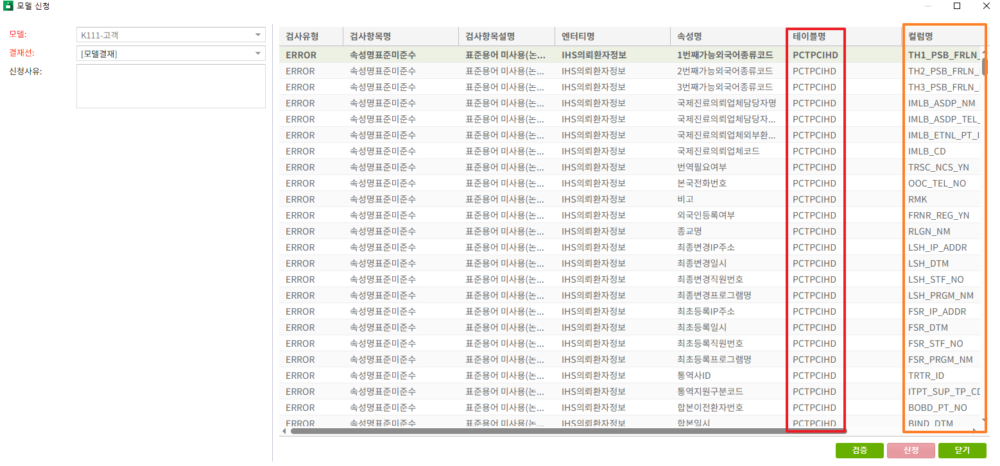 모델 신청
모델: K111-고객
결재선: [모델결재]
신청사유:
검사유형 검사항목명 검사항목설명 엔터티명 속성명 테이블명 컬럼명
ERROR 속성명표준미준수 표준용어 미사용(논... IHS의뢰환자정보 1번째가능외국어종류코드 PCTPCIHD TH1_PSB_FRLN_
ERROR 속성명표준미준수 표준용어 미사용(논... IHS의뢰환자정보 2번째가능외국어종류코드 PCTPCIHD TH2_PSB_FRLN_
ERROR 속성명표준미준수 표준용어 미사용(논... IHS의뢰환자정보 3번째가능외국어종류코드 PCTPCIHD TH3_PSB_FRLN_
ERROR 속성명표준미준수 표준용어 미사용(논... IHS의뢰환자정보 국제진료의뢰업체담당자명 PCTPCIHD IMLB_ASDP_NM
ERROR 속성명표준미준수 표준용어 미사용(논... IHS의뢰환자정보 국제진료의뢰업체담당자... PCTPCIHD IMLB_ASDP_TEL_
ERROR 속성명표준미준수 표준용어 미사용(논... IHS의뢰환자정보 국제진료의뢰업체외부환... PCTPCIHD IMLB_ETNL_PT_
ERROR 속성명표준미준수 표준용어 미사용(논... IHS의뢰환자정보 국제진료의뢰업체코드 PCTPCIHD IMLB_CD
ERROR 속성명표준미준수 표준용어 미사용(논... IHS의뢰환자정보 번역필요여부 PCTPCIHD TRSC_NCS_YN
ERROR 속성명표준미준수 표준용어 미사용(논... IHS의뢰환자정보 본국전화번호 PCTPCIHD OOC_TEL_NO
ERROR 속성명표준미준수 표준용어 미사용(논... IHS의뢰환자정보 비고 PCTPCIHD RMK
ERROR 속성명표준미준수 표준용어 미사용(논... IHS의뢰환자정보 외국인등록여부 PCTPCIHD FRNR_REG_YN
ERROR 속성명표준미준수 표준용어 미사용(논... IHS의뢰환자정보 종교명 PCTPCIHD RLGN_NM
ERROR 속성명표준미준수 표준용어 미사용(논... IHS의뢰환자정보 최종변경IP주소 PCTPCIHD LSH_IP_ADDR
ERROR 속성명표준미준수 표준용어 미사용(논... IHS의뢰환자정보 최종변경일시 PCTPCIHD LSH_DTM
ERROR 속성명표준미준수 표준용어 미사용(논... IHS의뢰환자정보 최종변경직원번호 PCTPCIHD LSH_STF_NO
ERROR 속성명표준미준수 표준용어 미사용(논... IHS의뢰환자정보 최종변경프로그램명 PCTPCIHD LSH_PRGM_NM
ERROR 속성명표준미준수 표준용어 미사용(논... IHS의뢰환자정보 최초등록IP주소 PCTPCIHD FSR_IP_ADDR
ERROR 속성명표준미준수 표준용어 미사용(논... IHS의뢰환자정보 최초등록일시 PCTPCIHD FSR_DTM
ERROR 속성명표준미준수 표준용어 미사용(논... IHS의뢰환자정보 최초등록직원번호 PCTPCIHD FSR_STF_NO
ERROR 속성명표준미준수 표준용어 미사용(논... IHS의뢰환자정보 최초등록프로그램명 PCTPCIHD FSR_PRGM_NM
ERROR 속성명표준미준수 표준용어 미사용(논... IHS의뢰환자정보 통역사ID PCTPCIHD TRTR_ID
ERROR 속성명표준미준수 표준용어 미사용(논... IHS의뢰환자정보 통역지원구분코드 PCTPCIHD ITPT_SUP_TP_CD
ERROR 속성명표준미준수 표준용어 미사용(논... IHS의뢰환자정보 합본이전환자번호 PCTPCIHD BOBD_PT_NO
ERROR 속성명표준미준수 표준용어 미사용(논... IHS의뢰환자정보 합본일시 PCTPCIHD BIND_DTM
검증 신청 닫기